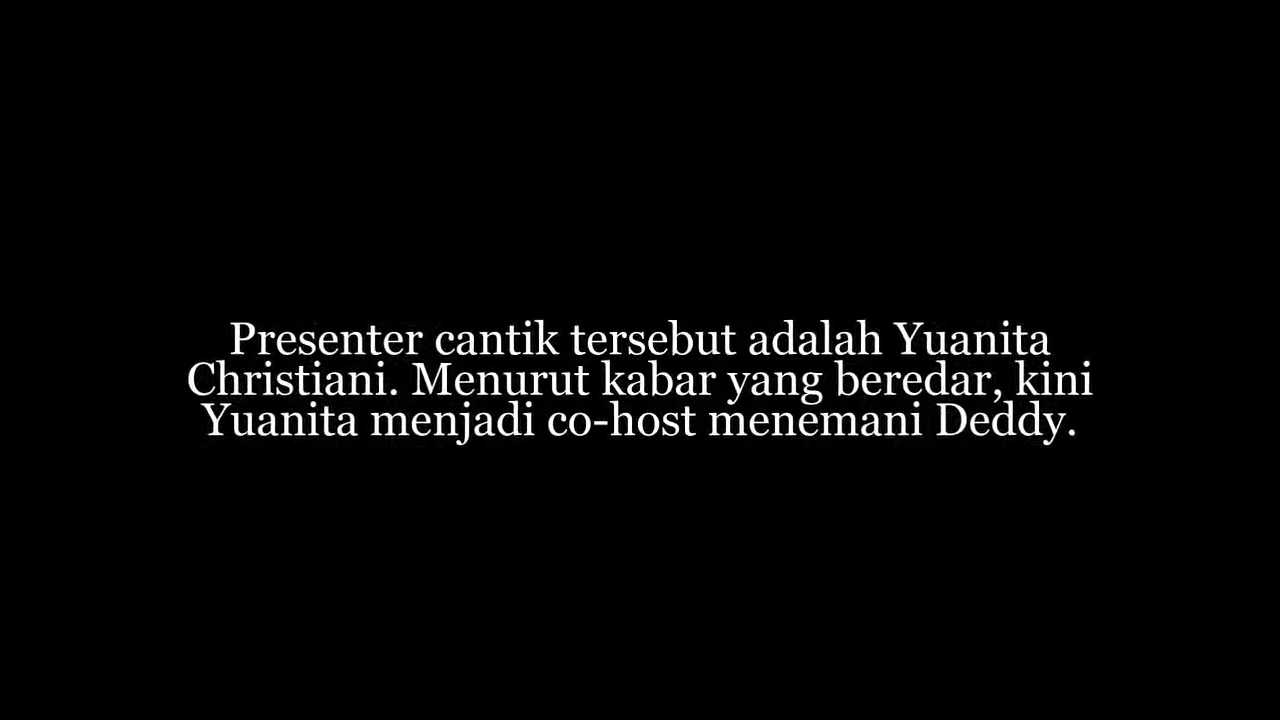 Presenter cantik tersebut adalah Yuanita
Christiani. Menurut kabar yang beredar, kini
Yuanita menjadi co-host menemani Deddy.